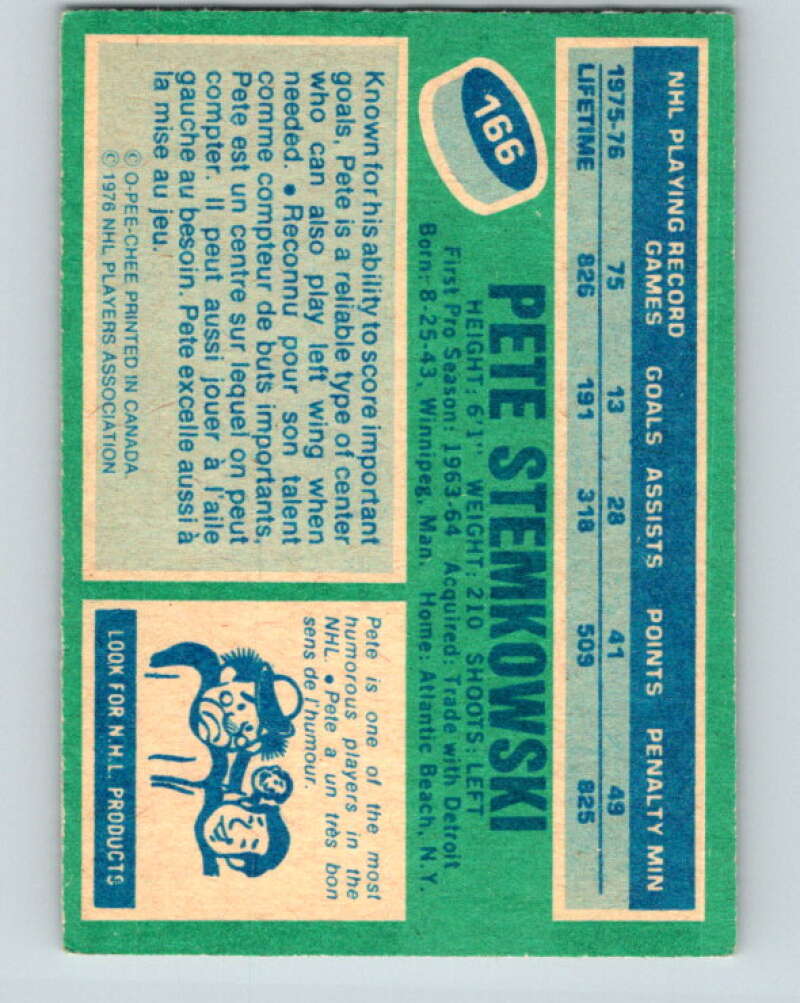 NHL PLAYING RECORD
GAMES GOALS ASSISTS POINTS PENALTY MIN
1975-76 75 13 28 41 49
LIFETIME 826 191 318 509 825
166
PETE STEMKOWSKI
HEIGHT: 6'1" WEIGHT: 210 SHOOTS: LEFT
First Pro Season: 1963-64 Acquired: Trade with Detroit
Born: 8-25-43, Winnipeg, Man. Home: Atlantic Beach, N.Y.
Known for his ability to score important
goals, Pete is a reliable type of center
who can also play left wing when
needed. • Reconnu pour son talent
comme compteur de buts importants,
Pete est un centre sur lequel on peut
compter. Il peut aussi jouer à l'aile
gauche au besoin. Pete excelle aussi à
la mise au jeu.
© O-PEE-CHEE PRINTED IN CANADA.
© 1976 NHL PLAYERS ASSOCIATION
Pete is one of the most
humorous players in the
NHL. • Pete a un très bon
sens de l'humour.
LOOK FOR N.H.L. PRODUCTS